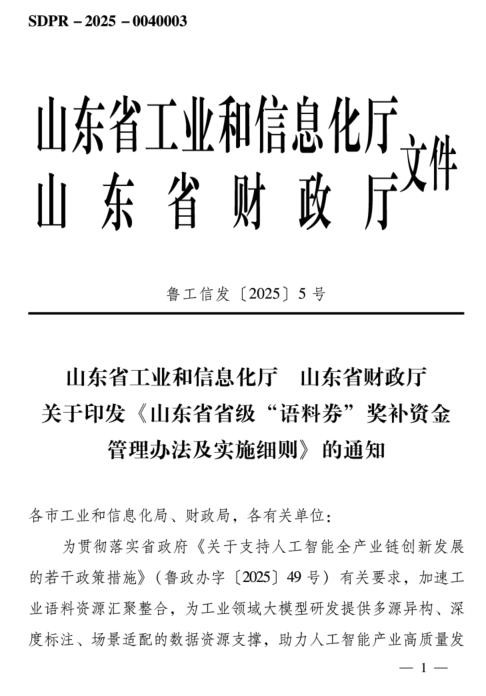 SDPR－2025－0040003
山东省工业和信息化厅
山东省财政厅
文件
鲁工信发〔2025〕5 号
山东省工业和信息化厅　山东省财政厅
关于印发《山东省省级“语料券”奖补资金
管理办法及实施细则》的通知
各市工业和信息化局、财政局，各有关单位：
为贯彻落实省政府《关于支持人工智能全产业链创新发展
的若干政策措施》（鲁政办字〔2025〕49 号）有关要求，加速工
业语料资源汇聚整合，为工业领域大模型研发提供多源异构、深
度标注、场景适配的数据资源支撑，助力人工智能产业高质量发
— 1 —